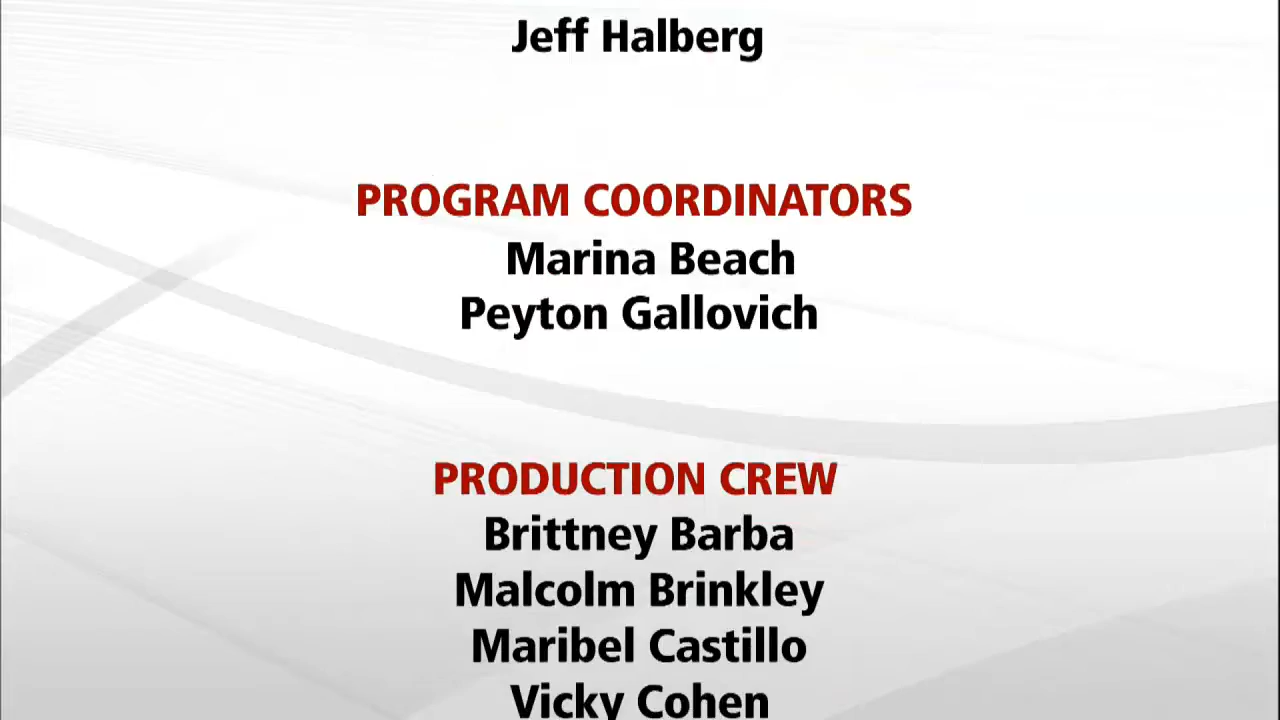 Jeff Halberg
PROGRAM COORDINATORS
Marina Beach
Peyton Gallovich
PRODUCTION CREW
Brittney Barba
Malcolm Brinkley
Maribel Castillo
Vicky Cohen